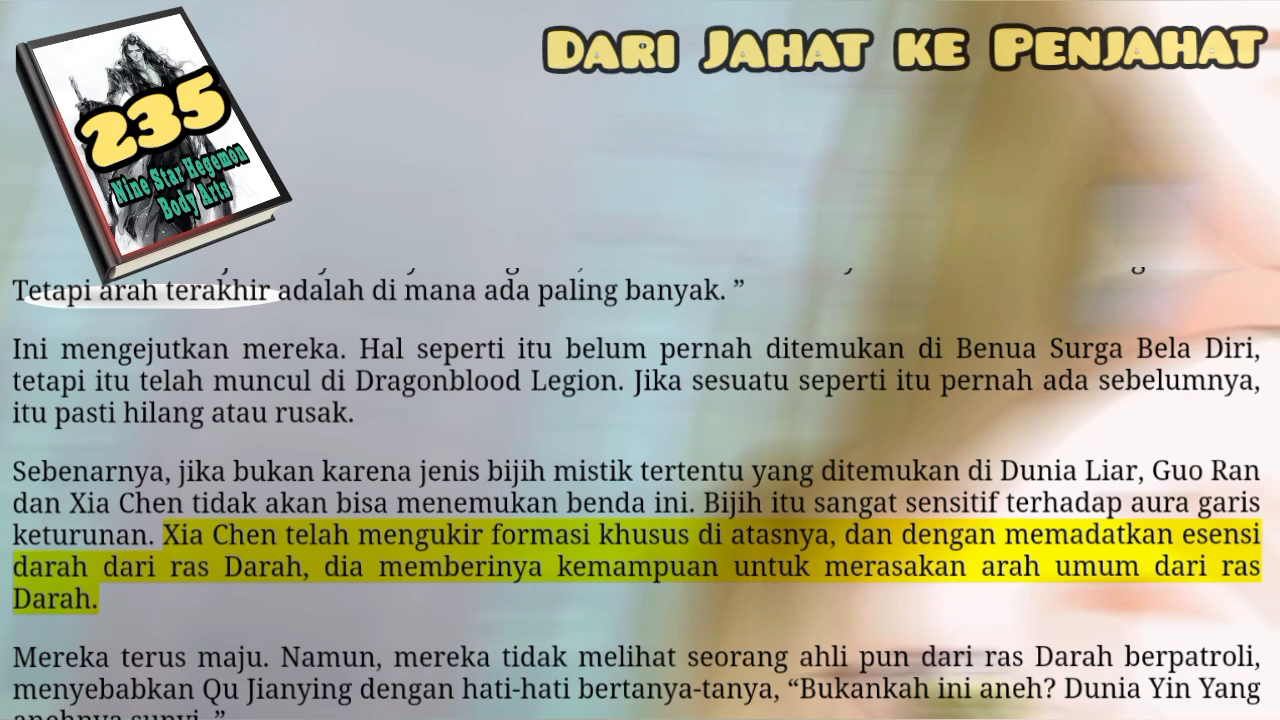 DARI JAHAT KE PENJAHAT
235
Nine Star Hegemon
Body Arts
Tetapi arah terakhir adalah di mana ada paling banyak. ”
Ini mengejutkan mereka. Hal seperti itu belum pernah ditemukan di Benua Surga Bela Diri,
tetapi itu telah muncul di Dragonblood Legion. Jika sesuatu seperti itu pernah ada sebelumnya,
itu pasti hilang atau rusak.
Sebenarnya, jika bukan karena jenis bijih mistik tertentu yang ditemukan di Dunia Liar, Guo Ran
dan Xia Chen tidak akan bisa menemukan benda ini. Bijih itu sangat sensitif terhadap aura garis
keturunan. Xia Chen telah mengukir formasi khusus di atasnya, dan dengan memadatkan esensi
darah dari ras Darah, dia memberinya kemampuan untuk merasakan arah umum dari ras
Darah.
Mereka terus maju. Namun, mereka tidak melihat seorang ahli pun dari ras Darah berpatroli,
menyebabkan Qu Jianying dengan hati-hati bertanya-tanya, “Bukankah ini aneh? Dunia Yin Yang
anehnya sunyi. ”